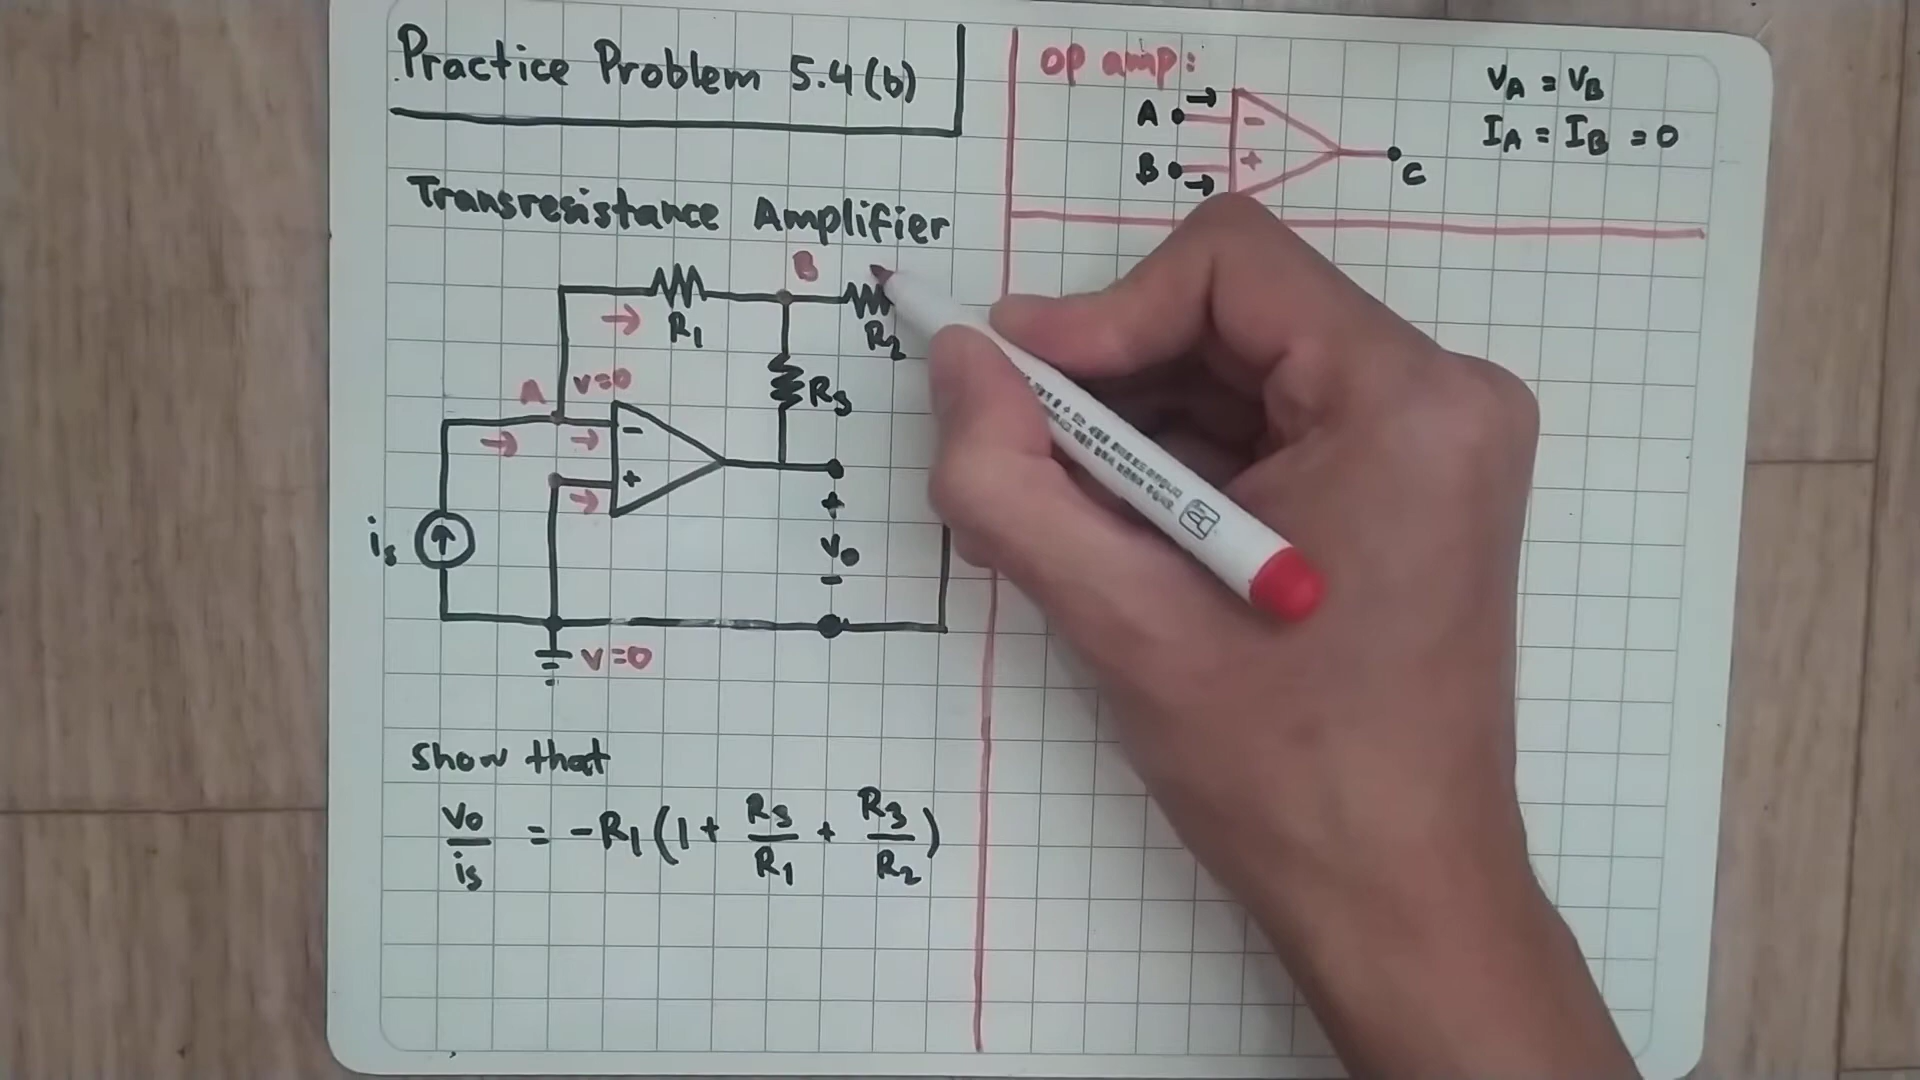 Practice Problem 5.4 (b)
Transresistance Amplifier
B
R1
R2
A
v=0
R3
-
+
is
+
vo
-
v=0
show that
vo/is = -R1 (1 + R3/R1 + R3/R2)
op amp:
A
-
B
+
C
VA = VB
IA = IB = 0